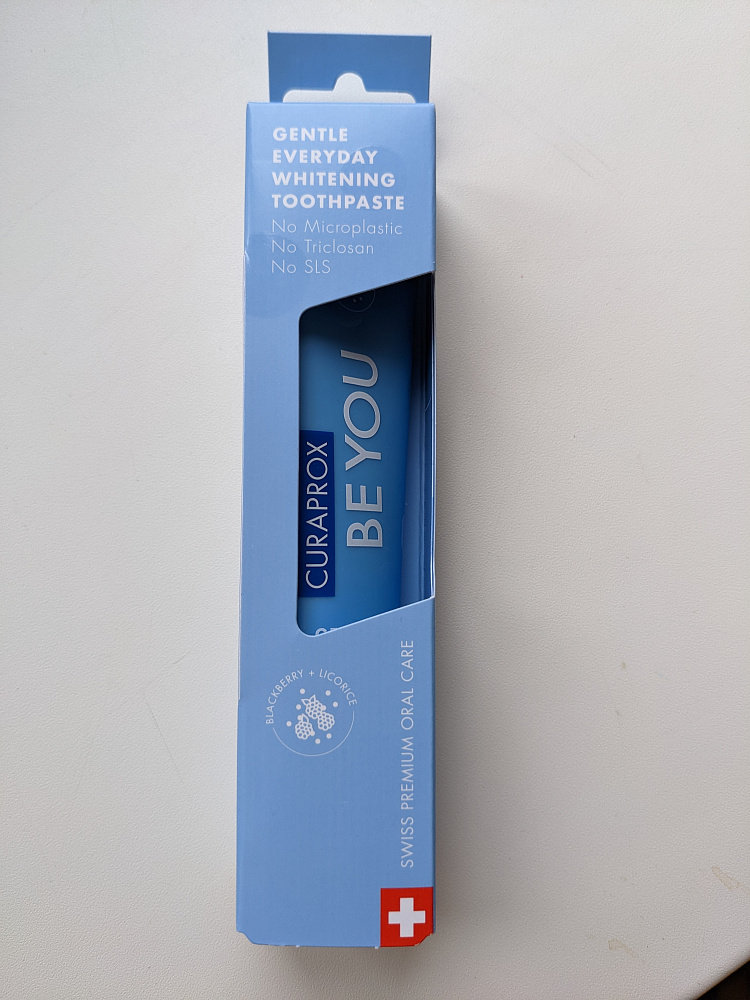 GENTLE
EVERYDAY
WHITENING
TOOTHPASTE
No Microplastic
No Triclosan
No SLS
CURAPROX
BE YOU
BLACKBERRY + LICORICE
SWISS PREMIUM ORAL CARE